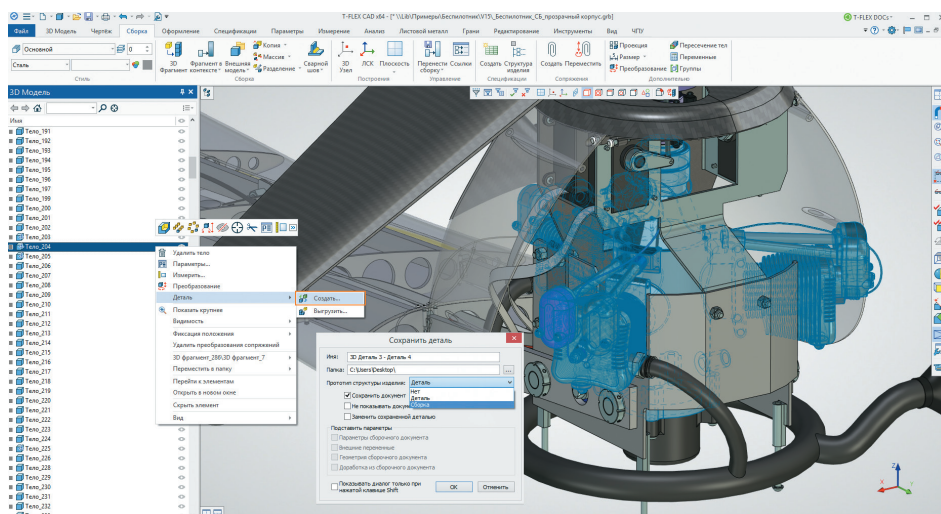 T-FLEX CAD x64 - [* "\Lib\Примеры\Беспилотник\V15\_Беспилотник_СБ_прозрачный корпус.grb]
T-FLEX DOCs
Файл 3D Модель Чертёж Сборка Оформление Спецификации Параметры Измерение Анализ Листовой металл Грани Редактирование Инструменты Вид ЧПУ
Основной 0
Сталь
Стиль
3D Фрагмент
Фрагмент в контексте
Внешняя модель
Копия
Массив
Разделение
Сварной шов
Сборка
3D Узел
ЛСК
Плоскость
Построения
Перенести сборку
Ссылки
Управление
Создать
Структура изделия
Спецификации
Создать
Переместить
Сопряжения
Проекция
Размер
Преобразование
Пересечение тел
Переменные
Группы
Дополнительно
3D Модель
Имя
Тело_191
Тело_192
Тело_193
Тело_194
Тело_195
Тело_196
Тело_197
Тело_199
Тело_200
Тело_201
Тело_202
Тело_203
Тело_204
Тело_205
Тело_206
Тело_207
Тело_208
Тело_209
Тело_210
Тело_211
Тело_212
Тело_213
Тело_214
Тело_215
Тело_216
Тело_217
Тело_218
Тело_219
Тело_220
Тело_221
Тело_222
Тело_223
Тело_224
Тело_225
Тело_226
Тело_228
Тело_229
Тело_230
Тело_231
Тело_232
Удалить тело
Параметры...
Измерить...
Преобразование
Деталь
Показать крупнее
Видимость
Фиксация положения
Удалить преобразования сопряжений
3D фрагмент_286\3D фрагмент_7
Переместить в папку
Перейти к элементам
Открыть в новом окне
Скрыть элемент
Вид
Создать...
Выгрузить...
Сохранить деталь
Имя: 3D Деталь 3 - Деталь 4
Папка: C:\Users\Desktop\ ...
Прототип структуры изделия: Деталь
Нет
Деталь
Сборка
Сохранить документ
Не показывать докум
Заменить сохраненной деталью
Подставить параметры
Параметры сборочного документа
Внешние переменные
Геометрия сборочного документа
Доработка из сборочного документа
Показывать диалог только при
нажатой клавише Shift
OK Отменить
Z
X
Y